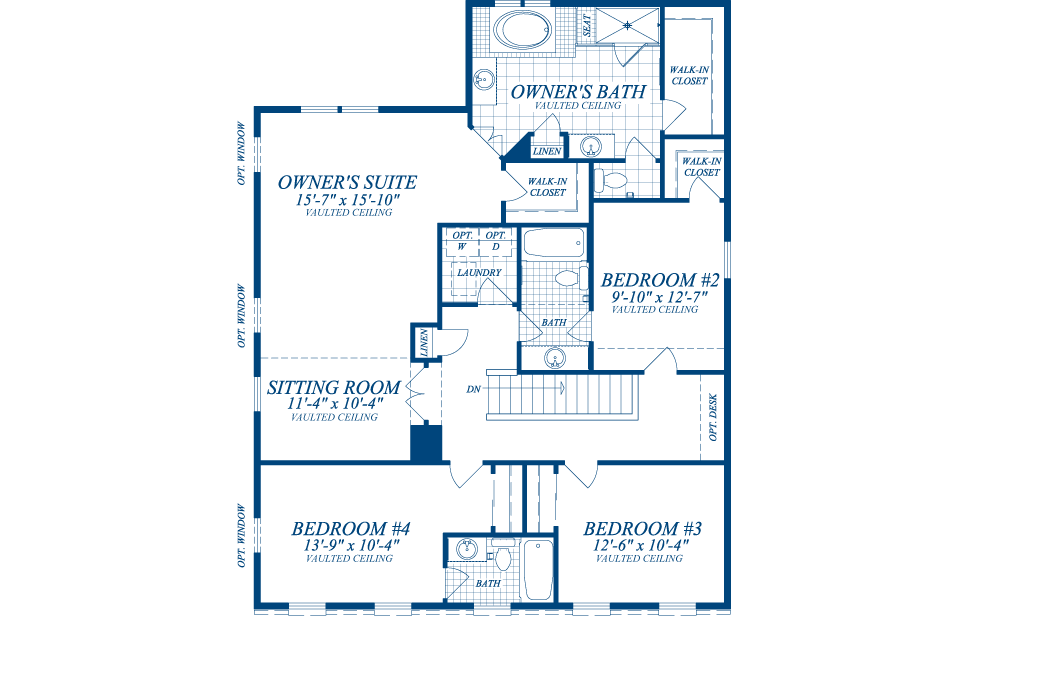 SEAT
WALK-IN
CLOSET
OWNER'S BATH
VAULTED CEILING
LINEN
WALK-IN
CLOSET
OPT. WINDOW
OWNER'S SUITE
15'-7" x 15'-10"
VAULTED CEILING
WALK-IN
CLOSET
OPT.
W
OPT.
D
LAUNDRY
BEDROOM #2
9'-10" x 12'-7"
VAULTED CEILING
OPT. WINDOW
BATH
LINEN
SITTING ROOM
11'-4" x 10'-4"
VAULTED CEILING
DN
OPT. DESK
OPT. WINDOW
BEDROOM #4
13'-9" x 10'-4"
VAULTED CEILING
BEDROOM #3
12'-6" x 10'-4"
VAULTED CEILING
BATH